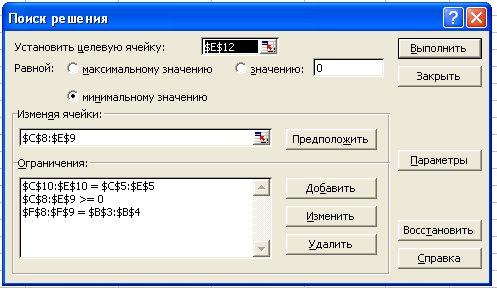 Поиск решения
Установить целевую ячейку: $E$12
Выполнить
Равной: максимальному значению значению: 0
Закрыть
минимальному значению
Изменяя ячейки:
$C$8:$E$9
Предположить
Параметры
Ограничения:
$C$10:$E$10 = $C$5:$E$5
$C$8:$E$9 >= 0
$F$8:$F$9 = $B$3:$B$4
Добавить
Изменить
Удалить
Восстановить
Справка